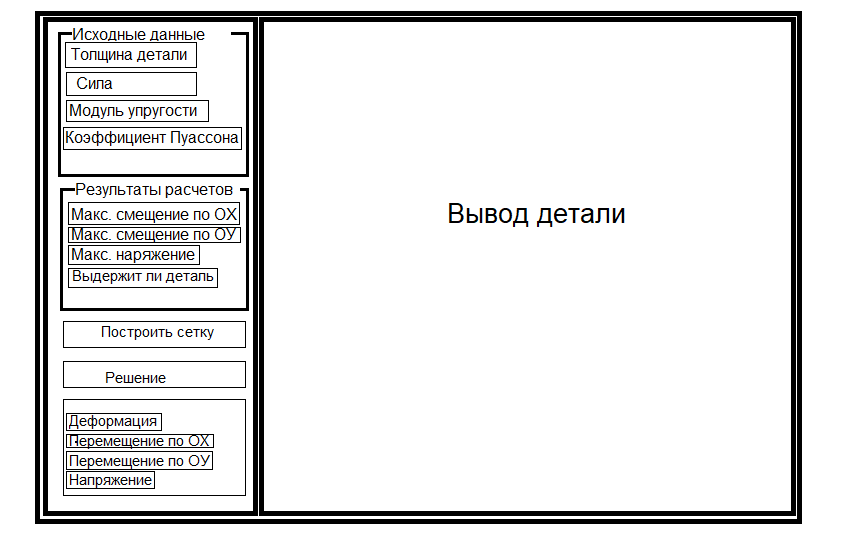 Исходные данные
Толщина детали
Сила
Модуль упругости
Коэффициент Пуассона
Результаты расчетов
Макс. смещение по ОХ
Макс. смещение по ОУ
Макс. наряжение
Выдержит ли деталь
Построить сетку
Решение
Деформация
Перемещение по ОХ
Перемещение по ОУ
Напряжение
Вывод детали